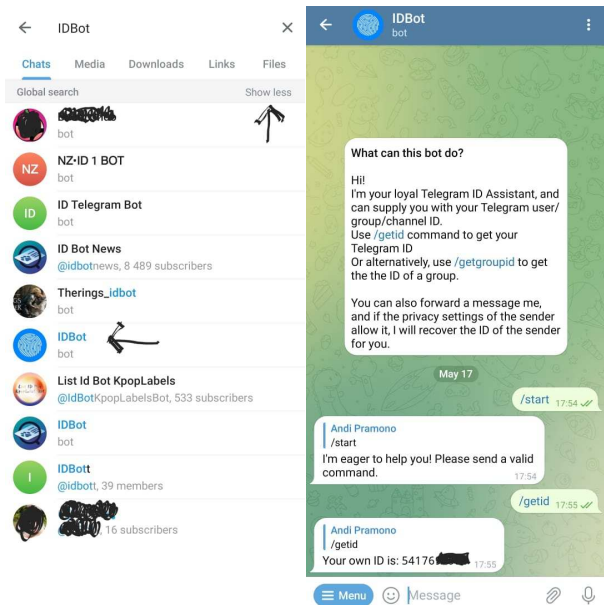 IDBot
Chats Media Downloads Links Files
Global search Show less
bot
NZ
NZ•ID 1 BOT
bot
ID
ID Telegram Bot
bot
ID Bot News
@idbotnews, 8 489 subscribers
Therings_idbot
bot
IDBot
bot
List Id Bot KpopLabels
@IdBotKpopLabelsBot, 533 subscribers
IDBot
bot
I
IDBott
@idbott, 39 members
, 16 subscribers
IDBot
bot
What can this bot do?
Hi!
I'm your loyal Telegram ID Assistant, and
can supply you with your Telegram user/
group/channel ID.
Use /getid command to get your
Telegram ID
Or alternatively, use /getgroupid to get
the the ID of a group.
You can also forward a message me,
and if the privacy settings of the sender
allow it, I will recover the ID of the sender
for you.
May 17
/start 17:54
Andi Pramono
/start
I'm eager to help you! Please send a valid
command.
17:54
/getid 17:55
Andi Pramono
/getid
Your own ID is: 54176
17:55
Menu Message